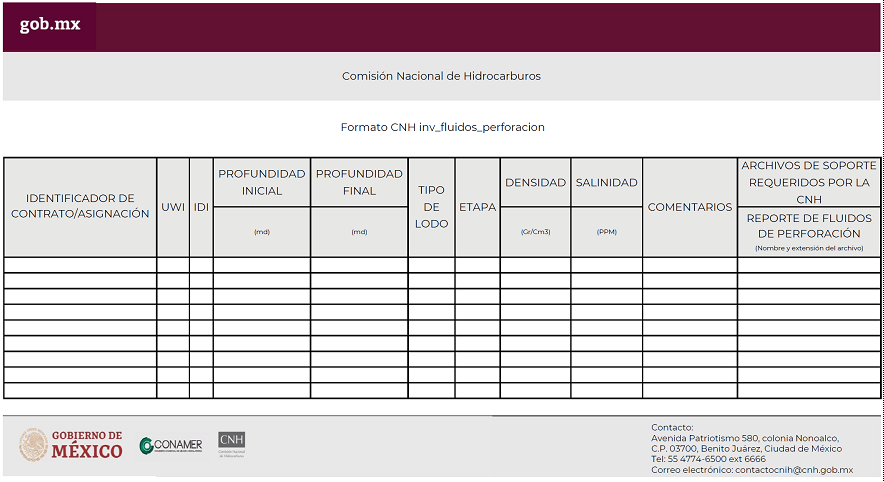 gob.mx
Comisión Nacional de Hidrocarburos
Formato CNH inv_fluidos_perforacion
IDENTIFICADOR DE
CONTRATO/ASIGNACIÓN
UWI
IDI
PROFUNDIDAD
INICIAL
(md)
PROFUNDIDAD
FINAL
(md)
TIPO
DE
LODO
ETAPA
DENSIDAD
(Gr/Cm3)
SALINIDAD
(PPM)
COMENTARIOS
ARCHIVOS DE SOPORTE
REQUERIDOS POR LA
CNH
REPORTE DE FLUIDOS
DE PERFORACIÓN
(Nombre y extensión del archivo)
GOBIERNO DE
MÉXICO
CONAMER
CNH
Comisión Nacional
de Hidrocarburos
Contacto:
Avenida Patriotismo 580, colonia Nonoalco,
C.P. 03700, Benito Juárez, Ciudad de México
Tel: 55 4774-6500 ext 6666
Correo electrónico: contactocnih@cnh.gob.mx